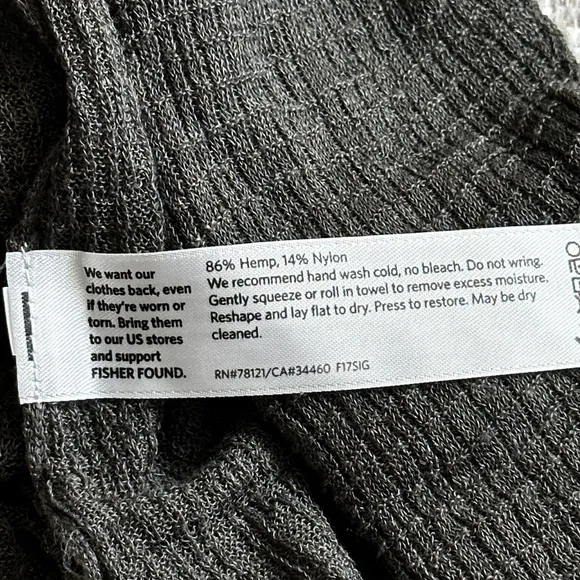 We want our
clothes back, even
if they're worn or
torn. Bring them
to our US stores
and support
FISHER FOUND.
86% Hemp, 14% Nylon
We recommend hand wash cold, no bleach. Do not wring.
Gently squeeze or roll in towel to remove excess moisture.
Reshape and lay flat to dry. Press to restore. May be dry
cleaned.
RN#78121/CA#34460 F17SIG